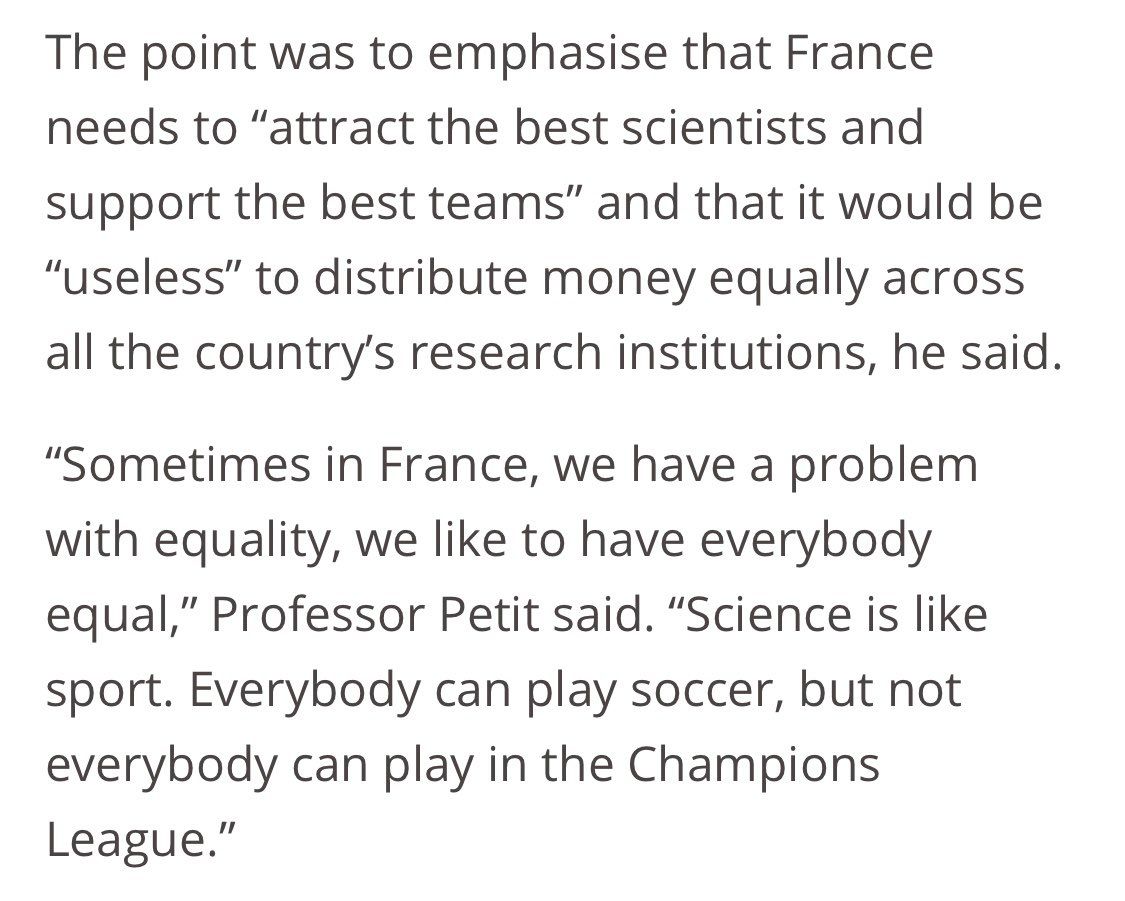 The point was to emphasise that France
needs to “attract the best scientists and
support the best teams” and that it would be
“useless” to distribute money equally across
all the country’s research institutions, he said.
“Sometimes in France, we have a problem
with equality, we like to have everybody
equal,” Professor Petit said. “Science is like
sport. Everybody can play soccer, but not
everybody can play in the Champions
League.”